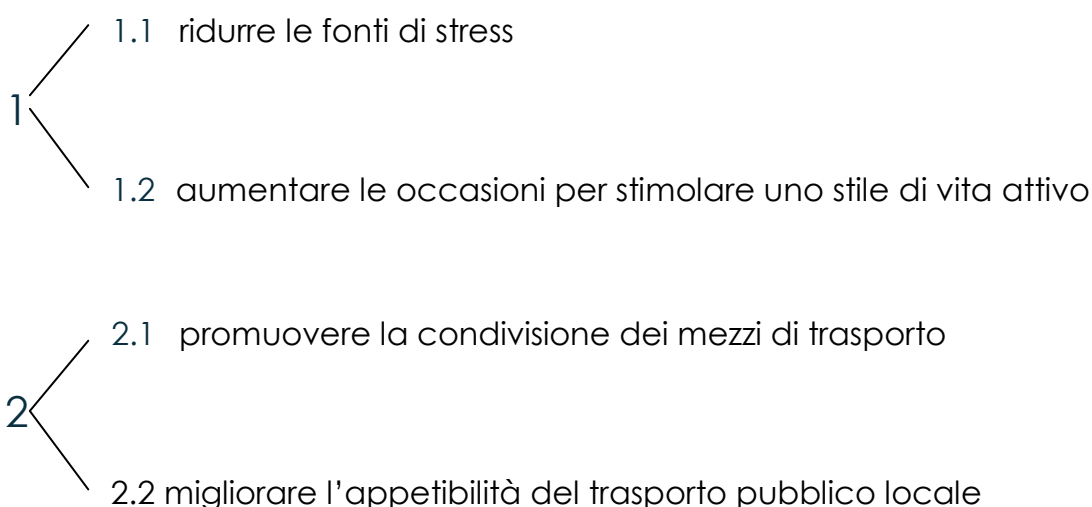 1.1 ridurre le fonti di stress
1
1.2 aumentare le occasioni per stimolare uno stile di vita attivo
2.1 promuovere la condivisione dei mezzi di trasporto
2
2.2 migliorare l’appetibilità del trasporto pubblico locale